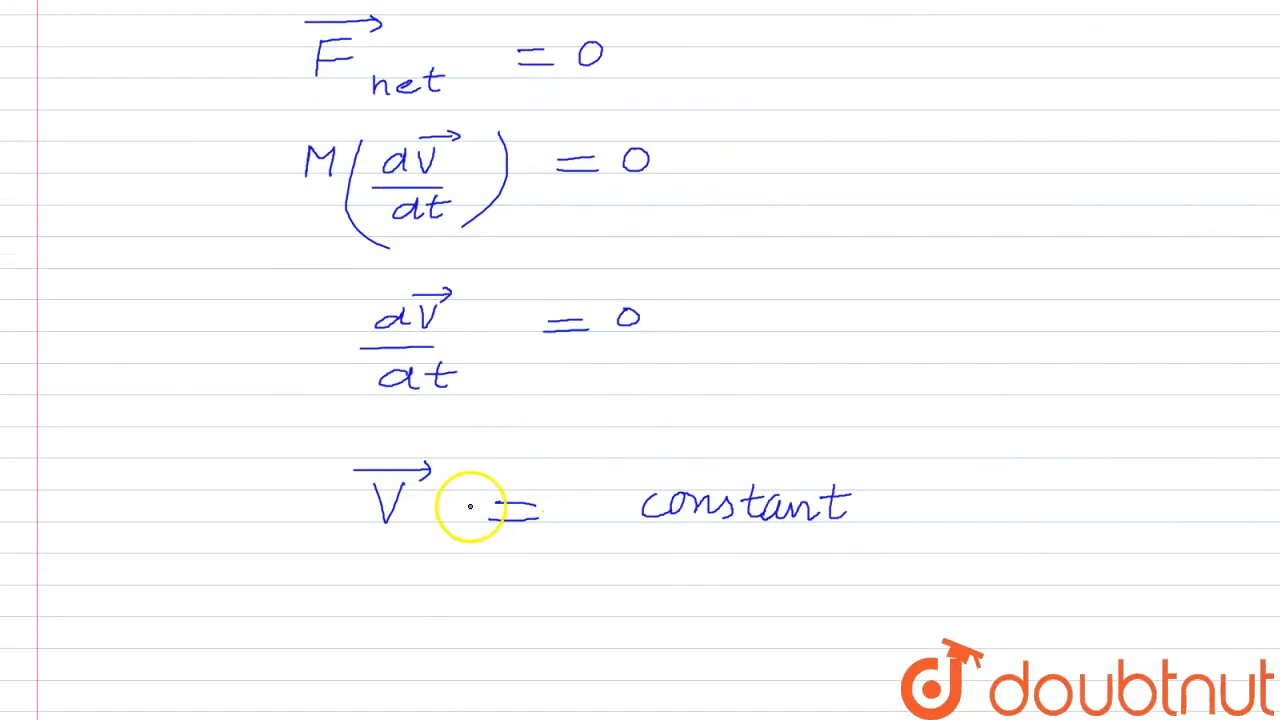 F⃗ net = 0
M(dV⃗/dt) = 0
dV⃗/dt = 0
V⃗ = constant
doubtnut